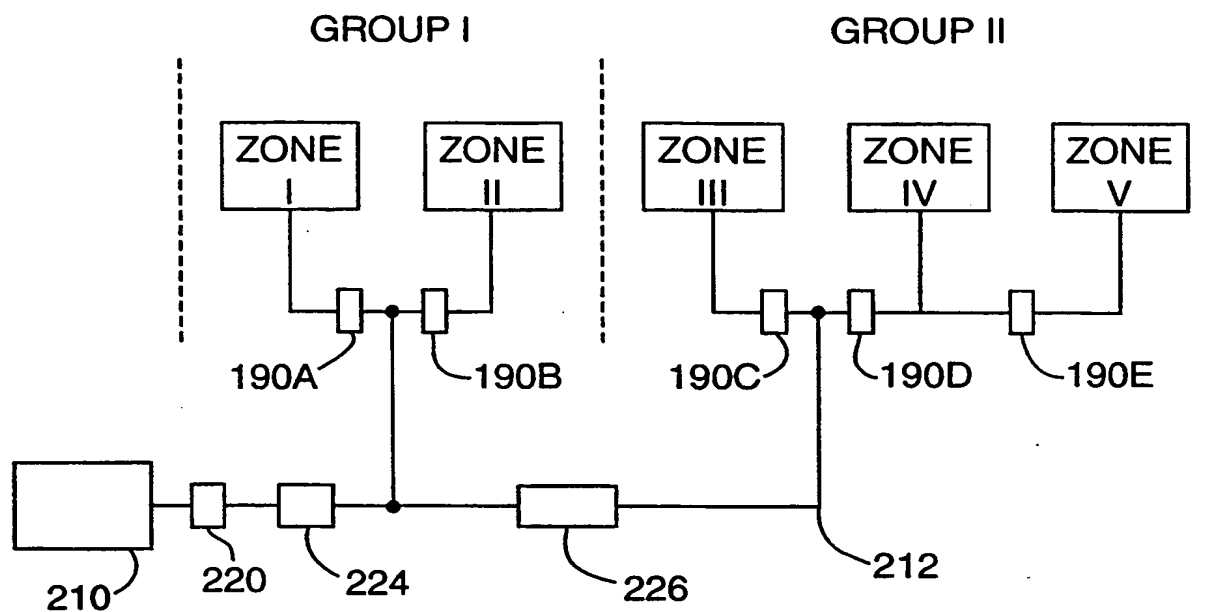 GROUP I
GROUP II
ZONE
I
ZONE
II
ZONE
III
ZONE
IV
ZONE
V
190A
190B
190C
190D
190E
210
220
224
226
212